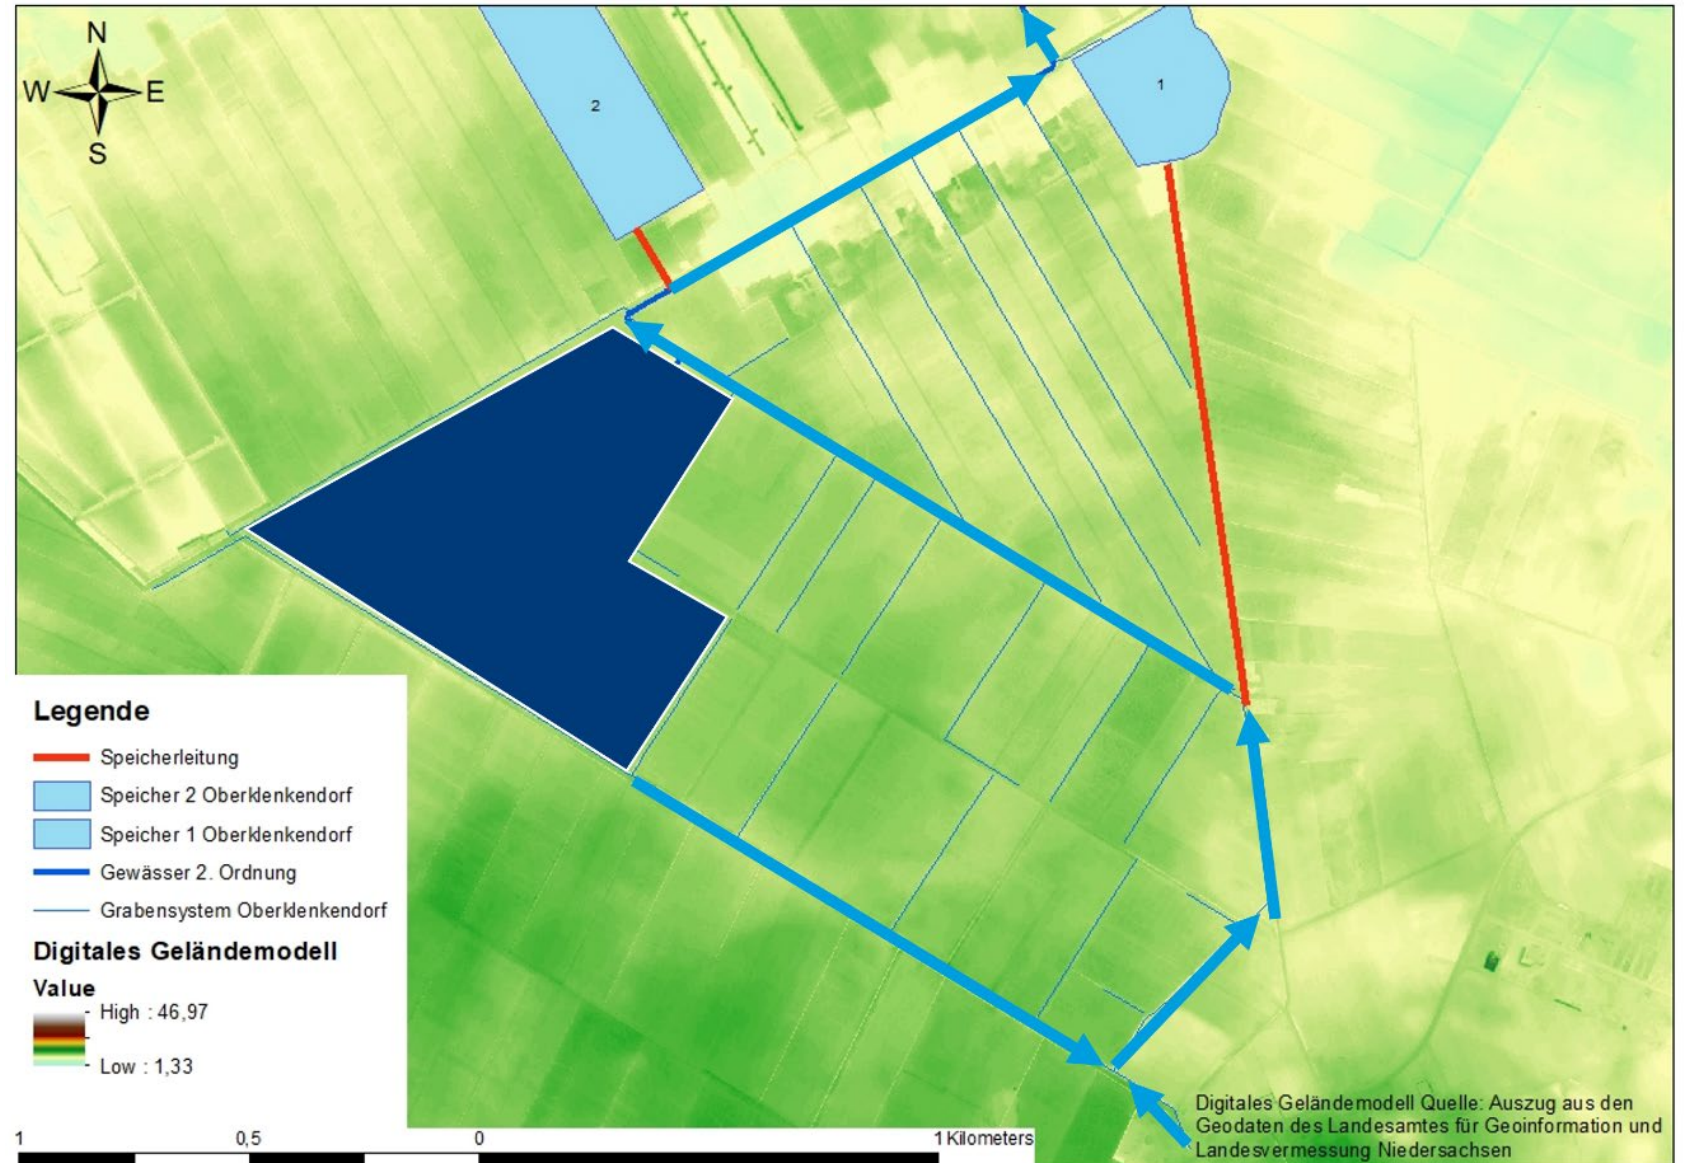 N
W E
S
2
1
Legende
Speicherleitung
Speicher 2 Oberklenkendorf
Speicher 1 Oberklenkendorf
Gewässer 2. Ordnung
Grabensystem Oberklenkendorf
Digitales Geländemodell
Value
High : 46,97
Low : 1,33
1 0,5 0 1 Kilometers
Digitales Geländemodell Quelle: Auszug aus den
Geodaten des Landesamtes für Geoinformation und
Landesvermessung Niedersachsen